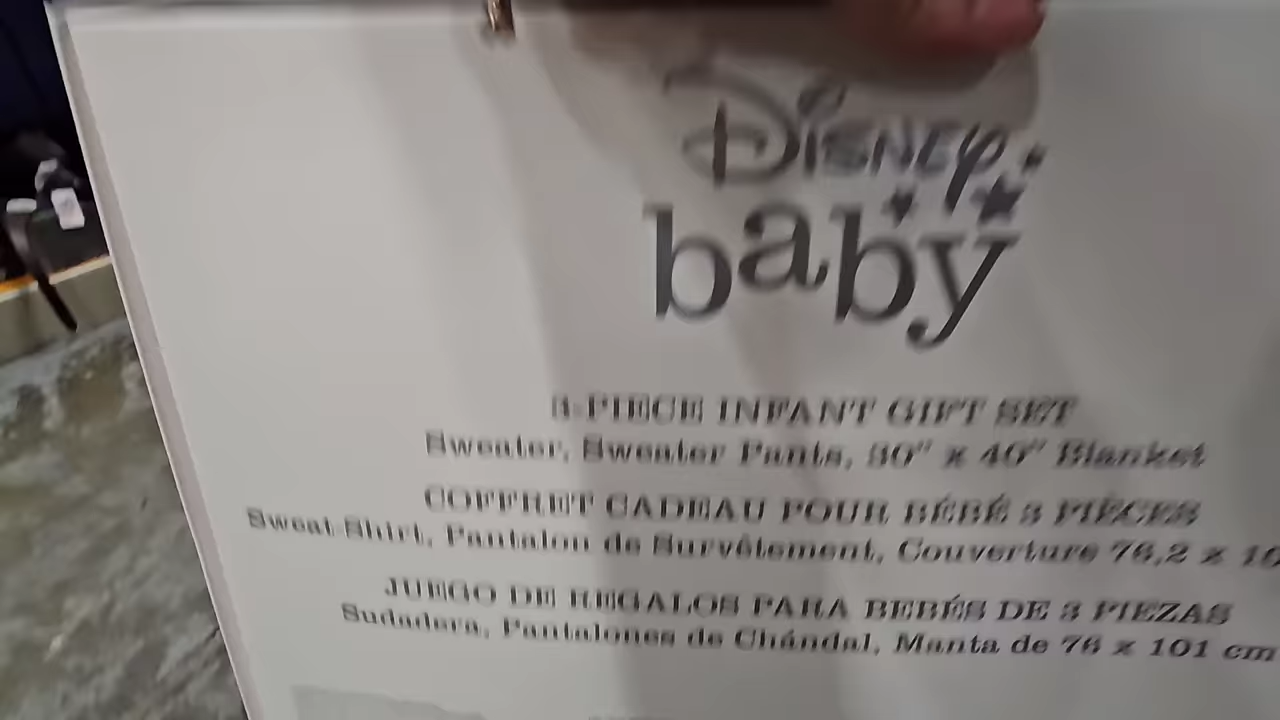 Disney
baby
3-PIECE INFANT GIFT SET
Sweater, Sweater Pants, 30" x 40" Blanket
COFFRET CADEAU POUR BÉBÉ 3 PIÈCES
Sweat-Shirt, Pantalon de Survêtement, Couverture 76,2 x 10
JUEGO DE REGALOS PARA BEBÉS DE 3 PIEZAS
Sudadera, Pantalones de Chándal, Manta de 76 x 101 cm